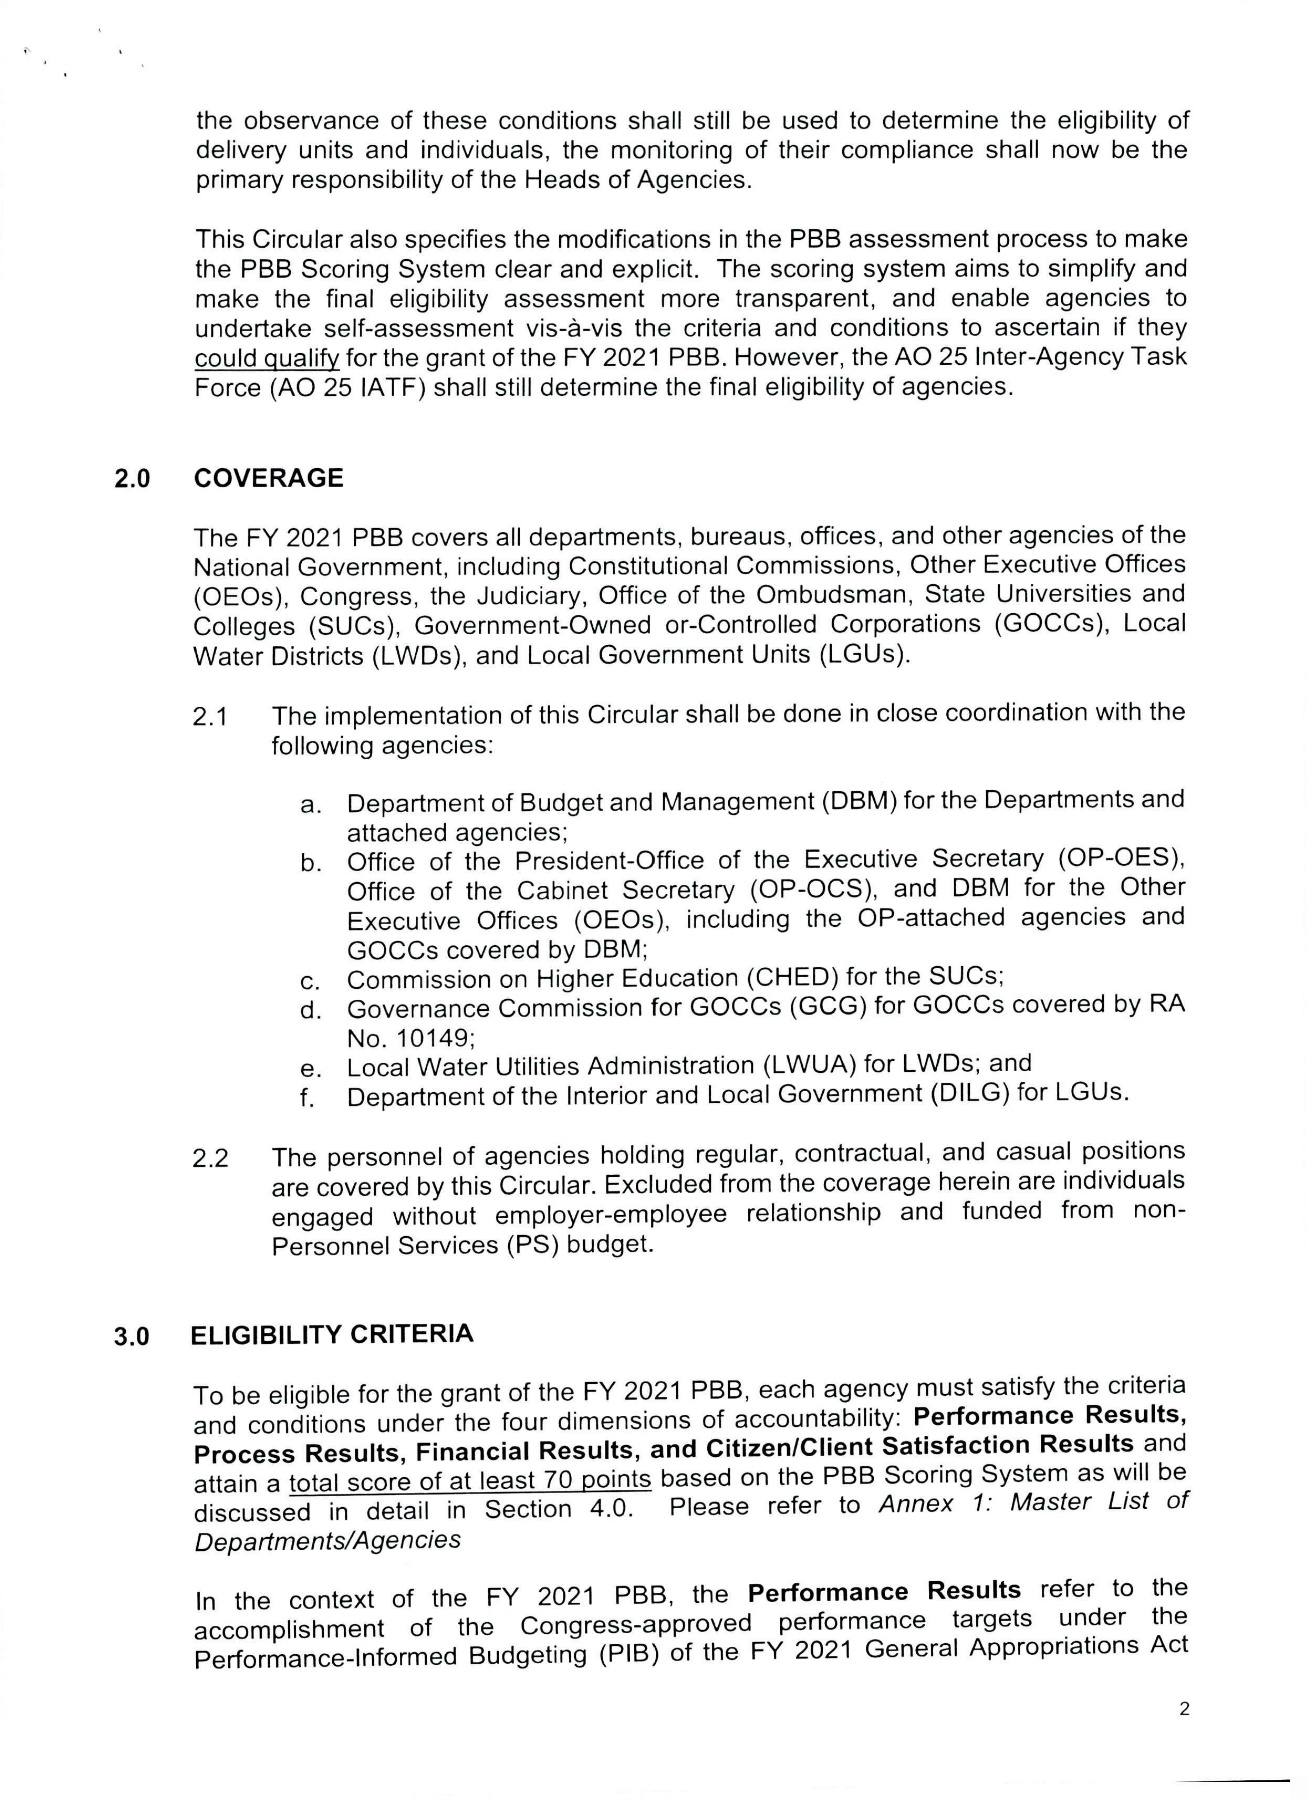 the observance of these conditions shall still be used to determine the eligibility of
delivery units and individuals, the monitoring of their compliance shall now be the
primary responsibility of the Heads of Agencies.
This Circular also specifies the modifications in the PBB assessment process to make
the PBB Scoring System clear and explicit. The scoring system aims to simplify and
make the final eligibility assessment more transparent, and enable agencies to
undertake self-assessment vis-à-vis the criteria and conditions to ascertain if they
could qualify for the grant of the FY 2021 PBB. However, the AO 25 Inter-Agency Task
Force (AO 25 IATF) shall still determine the final eligibility of agencies.
2.0 COVERAGE
The FY 2021 PBB covers all departments, bureaus, offices, and other agencies of the
National Government, including Constitutional Commissions, Other Executive Offices
(OEOs), Congress, the Judiciary, Office of the Ombudsman, State Universities and
Colleges (SUCs), Government-Owned or-Controlled Corporations (GOCCs), Local
Water Districts (LWDs), and Local Government Units (LGUs).
2.1 The implementation of this Circular shall be done in close coordination with the
following agencies:
a. Department of Budget and Management (DBM) for the Departments and
attached agencies;
b. Office of the President-Office of the Executive Secretary (OP-OES),
Office of the Cabinet Secretary (OP-OCS), and DBM for the Other
Executive Offices (OEOs), including the OP-attached agencies and
GOCCs covered by DBM;
c. Commission on Higher Education (CHED) for the SUCs;
d. Governance Commission for GOCCs (GCG) for GOCCs covered by RA
No. 10149;
e. Local Water Utilities Administration (LWUA) for LWDs; and
f. Department of the Interior and Local Government (DILG) for LGUs.
2.2 The personnel of agencies holding regular, contractual, and casual positions
are covered by this Circular. Excluded from the coverage herein are individuals
engaged without employer-employee relationship and funded from non-
Personnel Services (PS) budget.
3.0 ELIGIBILITY CRITERIA
To be eligible for the grant of the FY 2021 PBB, each agency must satisfy the criteria
and conditions under the four dimensions of accountability: Performance Results,
Process Results, Financial Results, and Citizen/Client Satisfaction Results and
attain a total score of at least 70 points based on the PBB Scoring System as will be
discussed in detail in Section 4.0. Please refer to Annex 1: Master List of
Departments/Agencies
In the context of the FY 2021 PBB, the Performance Results refer to the
accomplishment of the Congress-approved performance targets under the
Performance-Informed Budgeting (PIB) of the FY 2021 General Appropriations Act
2